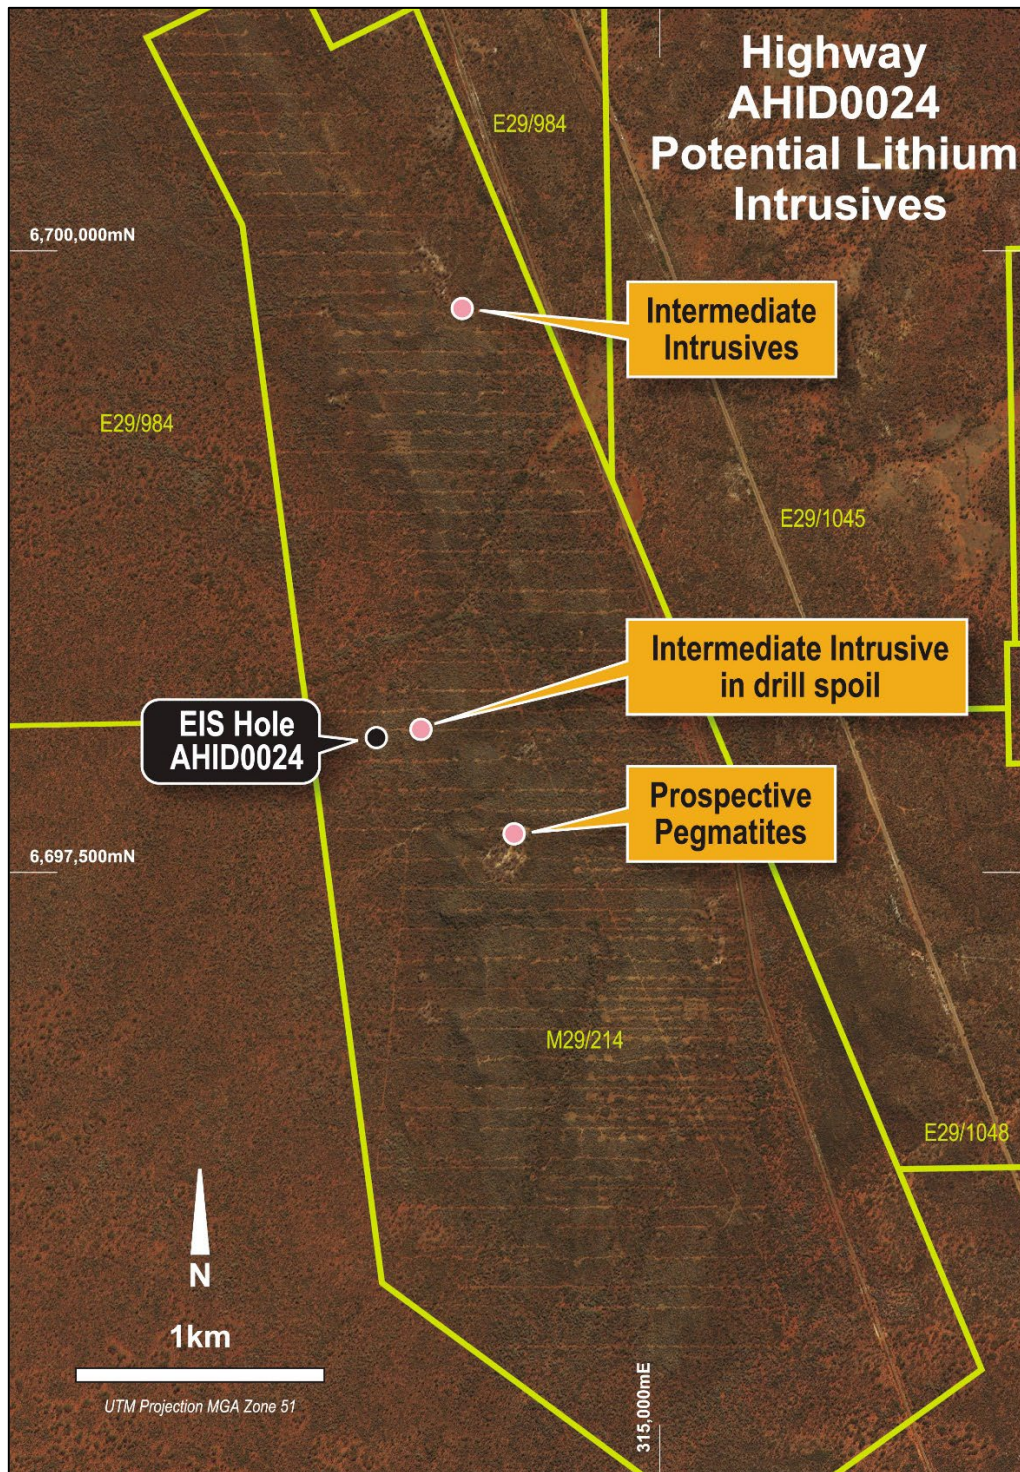 Highway
AHID0024
Potential Lithium
Intrusives
E29/984
6,700,000mN
Intermediate
Intrusives
E29/984
E29/1045
Intermediate Intrusive
in drill spoil
EIS Hole
AHID0024
Prospective
Pegmatites
6,697,500mN
M29/214
E29/1048
N
1km
UTM Projection MGA Zone 51
315,000mE